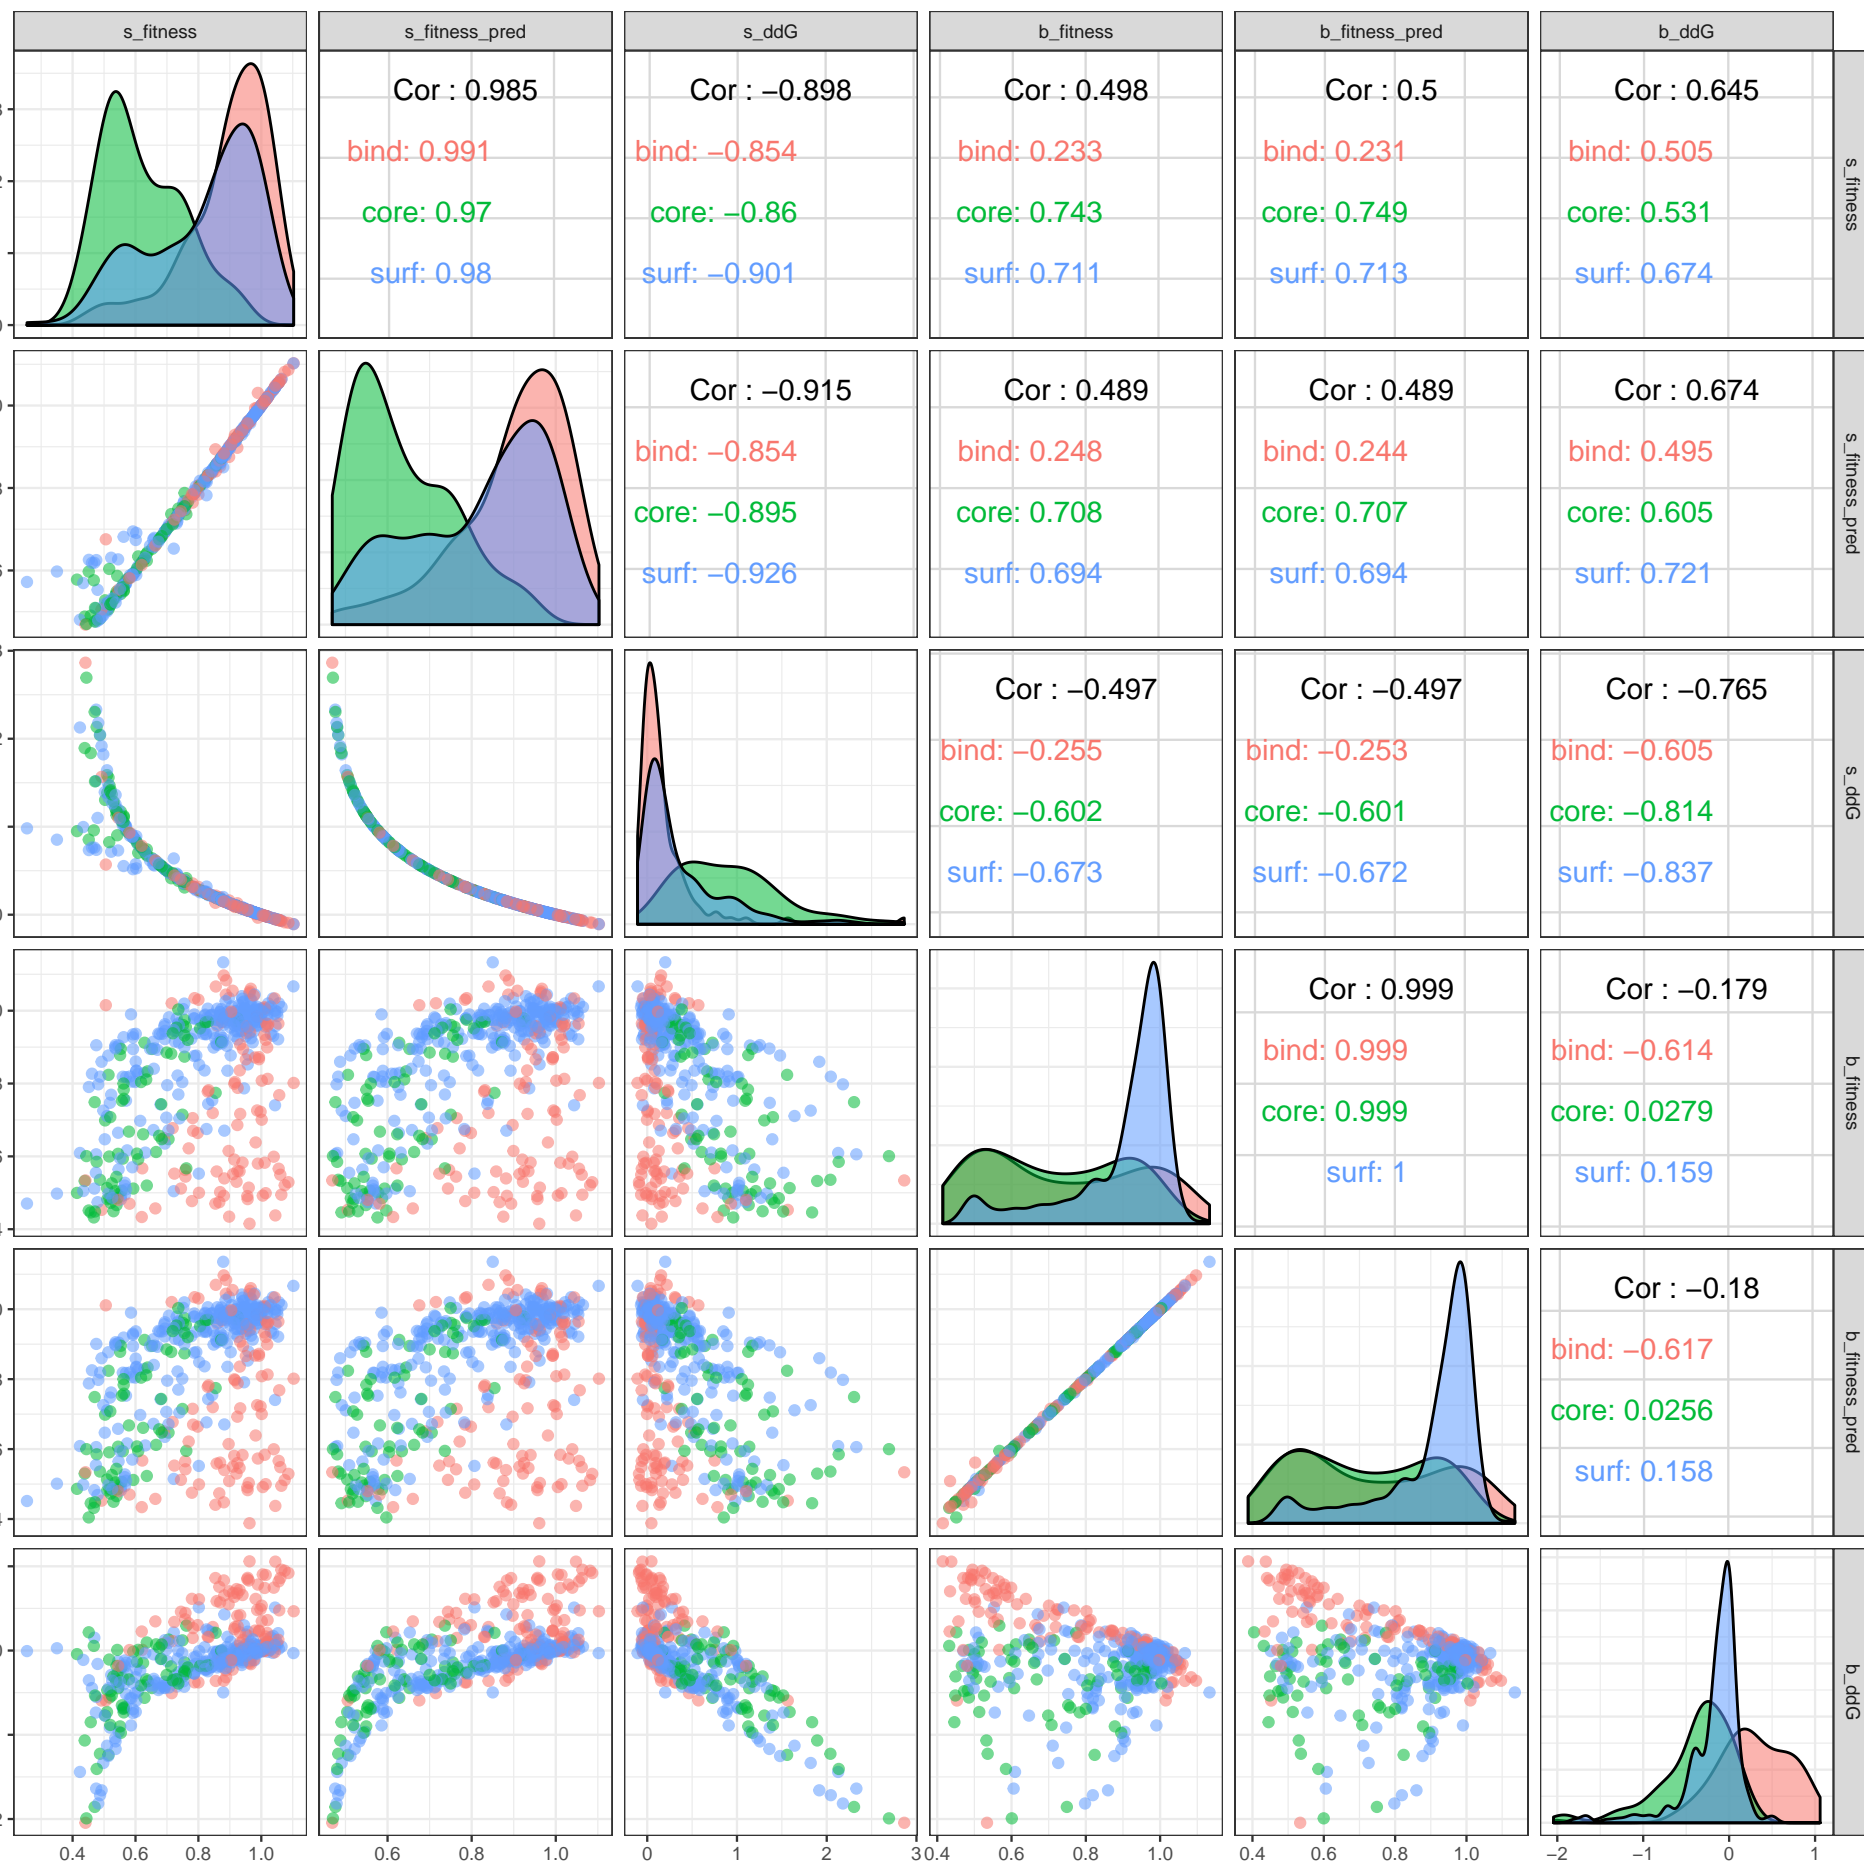 s_fitness s_fitness_pred s_ddG b_fitness b_fitness_pred b_ddG
Cor : 0.985 Cor : −0.898 Cor : 0.498 Cor : 0.5 Cor : 0.645
bind: 0.991 bind: −0.854 bind: 0.233 bind: 0.231 bind: 0.505
core: 0.97 core: −0.86 core: 0.743 core: 0.749 core: 0.531
surf: 0.98 surf: −0.901 surf: 0.711 surf: 0.713 surf: 0.674
s_fitness
Cor : −0.915 Cor : 0.489 Cor : 0.489 Cor : 0.674
bind: −0.854 bind: 0.248 bind: 0.244 bind: 0.495
core: −0.895 core: 0.708 core: 0.707 core: 0.605
surf: −0.926 surf: 0.694 surf: 0.694 surf: 0.721
s_fitness_pred
Cor : −0.497 Cor : −0.497 Cor : −0.765
bind: −0.255 bind: −0.253 bind: −0.605
core: −0.602 core: −0.601 core: −0.814
surf: −0.673 surf: −0.672 surf: −0.837
s_ddG
Cor : 0.999 Cor : −0.179
bind: 0.999 bind: −0.614
core: 0.999 core: 0.0279
surf: 1 surf: 0.159
b_fitness
Cor : −0.18
bind: −0.617
core: 0.0256
surf: 0.158
b_fitness_pred
b_ddG
0.4 0.6 0.8 1.0 0.6 0.8 1.0 0 1 2 3 0.4 0.6 0.8 1.0 0.4 0.6 0.8 1.0 −2 −1 0 1